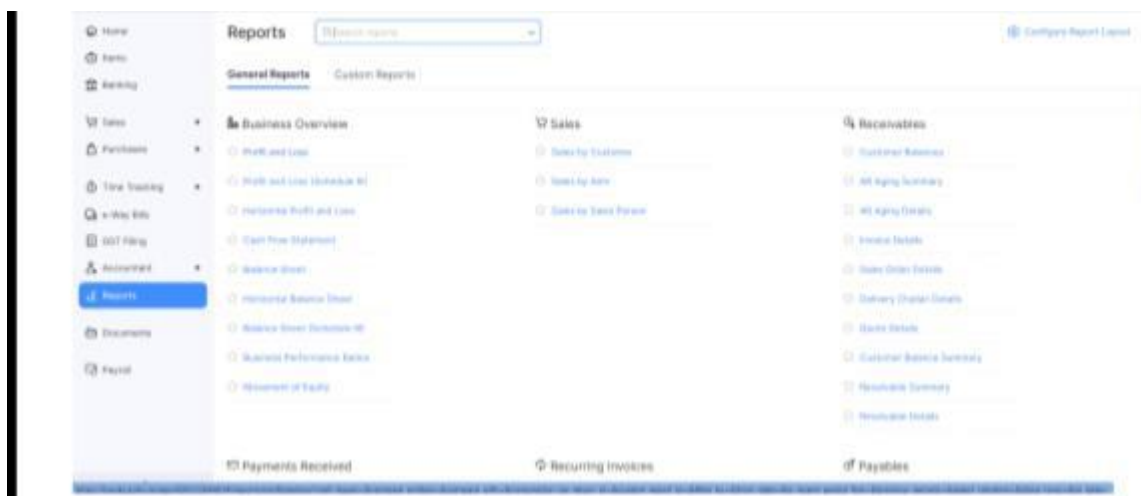 Home
Items
Banking
Sales
Purchases
Time Tracking
e-Way Bills
GST Filing
Accountant
Reports
Documents
Payroll
Reports
Search reports
Configure Report Layout
General Reports
Custom Reports
Business Overview
Profit and Loss
Profit and Loss (Schedule III)
Horizontal Profit and Loss
Cash Flow Statement
Balance Sheet
Horizontal Balance Sheet
Balance Sheet (Schedule III)
Business Performance Ratios
Movement of Equity
Sales
Sales by Customer
Sales by Item
Sales by Sales Person
Receivables
Customer Balances
AR Aging Summary
AR Aging Details
Invoice Details
Sales Order Details
Delivery Challan Details
Quote Details
Customer Balance Summary
Receivable Summary
Receivable Details
Payments Received
Recurring Invoices
Payables